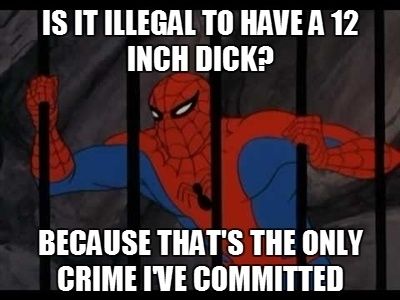 IS IT ILLEGAL TO HAVE A 12
INCH DICK?
BECAUSE THAT'S THE ONLY
CRIME I'VE COMMITTED